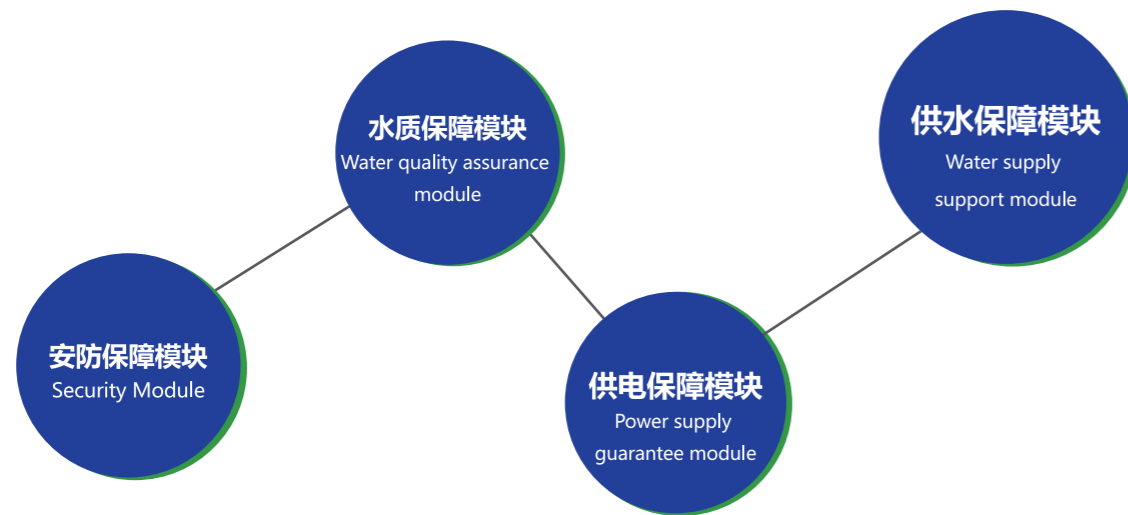 安防保障模块
Security Module
水质保障模块
Water quality assurance
module
供电保障模块
Power supply
guarantee module
供水保障模块
Water supply
support module